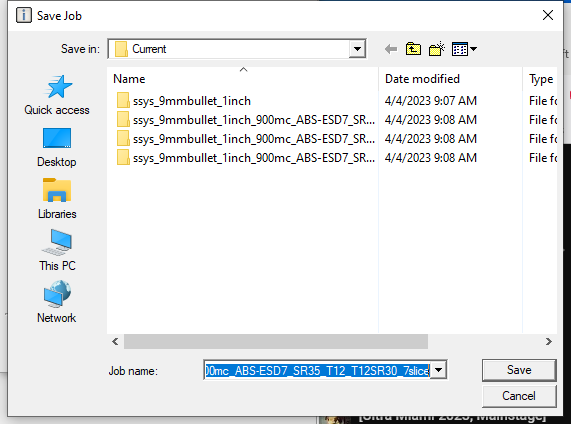 Save Job
Save in: Current
Name Date modified Type
ssys_9mmbullet_1inch 4/4/2023 9:07 AM File fo
ssys_9mmbullet_1inch_900mc_ABS-ESD7_SR... 4/4/2023 9:08 AM File fo
ssys_9mmbullet_1inch_900mc_ABS-ESD7_SR... 4/4/2023 9:08 AM File fo
ssys_9mmbullet_1inch_900mc_ABS-ESD7_SR... 4/4/2023 9:08 AM File fo
Quick access
Desktop
Libraries
This PC
Network
Job name: 00mc_ABS-ESD7_SR35_T12_T12SR30_7slice
Save
Cancel
[Ultra Miami 2023, Mainstage]